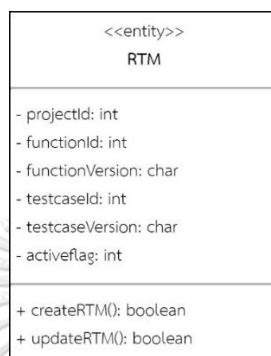 <<entity>>
RTM
- projectId: int
- functionId: int
- functionVersion: char
- testcaseId: int
- testcaseVersion: char
- activeflag: int
+ createRTM(): boolean
+ updateRTM(): boolean